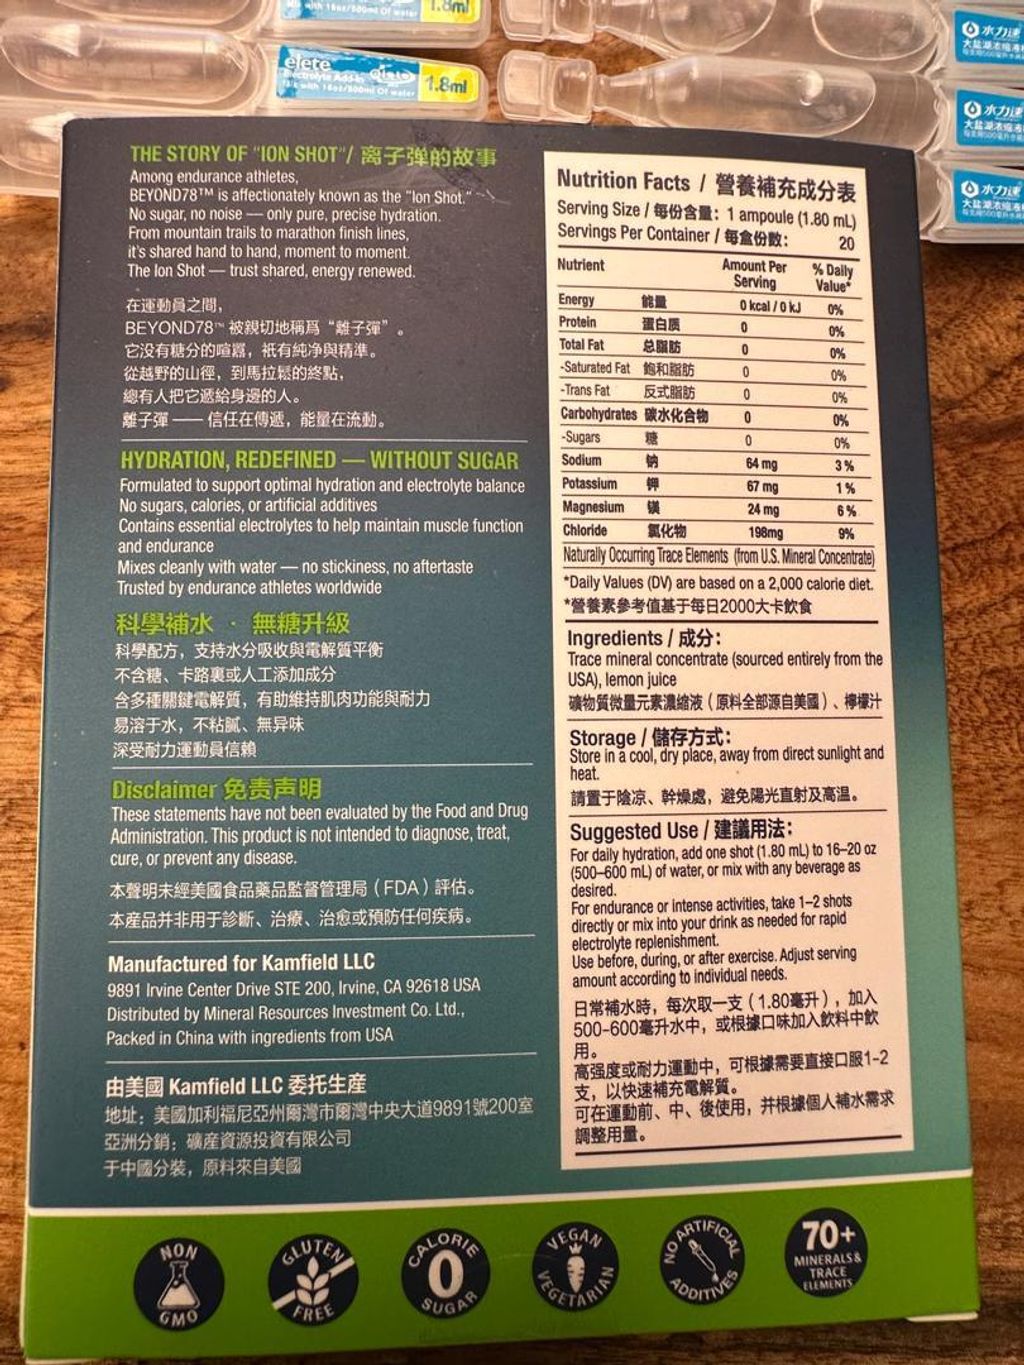 Mix with 16oz/500ml Of water
1.8ml
elete
Electrolyte Add-In
Mix with 16oz/500ml Of water
1.8ml
水力速
水力速
水力速
THE STORY OF "ION SHOT"/ 离子弹的故事
Among endurance athletes,
BEYOND78™ is affectionately known as the "Ion Shot."
No sugar, no noise — only pure, precise hydration.
From mountain trails to marathon finish lines,
it's shared hand to hand, moment to moment.
The Ion Shot — trust shared, energy renewed.
在運動員之間，
BEYOND78™ 被親切地稱爲“離子彈”。
它没有糖分的喧囂，祇有純净與精準。
從越野的山徑，到馬拉鬆的終點，
總有人把它遞給身邊的人。
離子彈 —— 信任在傳遞，能量在流動。
HYDRATION, REDEFINED — WITHOUT SUGAR
Formulated to support optimal hydration and electrolyte balance
No sugars, calories, or artificial additives
Contains essential electrolytes to help maintain muscle function
and endurance
Mixes cleanly with water — no stickiness, no aftertaste
Trusted by endurance athletes worldwide
科學補水 · 無糖升級
科學配方，支持水分吸收與電解質平衡
不含糖、卡路裏或人工添加成分
含多種關鍵電解質，有助維持肌肉功能與耐力
易溶于水，不粘膩、無异味
深受耐力運動員信賴
Disclaimer 免责声明
These statements have not been evaluated by the Food and Drug
Administration. This product is not intended to diagnose, treat,
cure, or prevent any disease.
本聲明未經美國食品藥品監督管理局（FDA）評估。
本産品并非用于診斷、治療、治愈或預防任何疾病。
Manufactured for Kamfield LLC
9891 Irvine Center Drive STE 200, Irvine, CA 92618 USA
Distributed by Mineral Resources Investment Co. Ltd.,
Packed in China with ingredients from USA
由美國 Kamfield LLC 委托生産
地址：美國加利福尼亞州爾灣市爾灣中央大道9891號200室
亞洲分銷：礦産資源投資有限公司
于中國分裝，原料來自美國
Nutrition Facts / 營養補充成分表
Serving Size / 每份含量：1 ampoule (1.80 mL)
Servings Per Container / 每盒份數： 20
Nutrient Amount Per Serving % Daily Value*
Energy 能量 0 kcal / 0 kJ 0%
Protein 蛋白质 0 0%
Total Fat 总脂肪 0 0%
-Saturated Fat 飽和脂肪 0 0%
-Trans Fat 反式脂肪 0 0%
Carbohydrates 碳水化合物 0 0%
-Sugars 糖 0 0%
Sodium 钠 64 mg 3 %
Potassium 钾 67 mg 1 %
Magnesium 镁 24 mg 6 %
Chloride 氯化物 198mg 9%
Naturally Occurring Trace Elements (from U.S. Mineral Concentrate)
*Daily Values (DV) are based on a 2,000 calorie diet.
*營養素參考值基于每日2000大卡飲食
Ingredients / 成分：
Trace mineral concentrate (sourced entirely from the
USA), lemon juice
礦物質微量元素濃縮液（原料全部源自美國）、檸檬汁
Storage / 儲存方式：
Store in a cool, dry place, away from direct sunlight and
heat.
請置于陰凉、幹燥處，避免陽光直射及高温。
Suggested Use / 建議用法：
For daily hydration, add one shot (1.80 mL) to 16–20 oz
(500–600 mL) of water, or mix with any beverage as
desired.
For endurance or intense activities, take 1–2 shots
directly or mix into your drink as needed for rapid
electrolyte replenishment.
Use before, during, or after exercise. Adjust serving
amount according to individual needs.
日常補水時，每次取一支（1.80毫升），加入
500-600毫升水中，或根據口味加入飲料中飲
用。
高强度或耐力運動中，可根據需要直接口服1-2
支，以快速補充電解質。
可在運動前、中、後使用，并根據個人補水需求
調整用量。
NON GMO
GLUTEN FREE
CALORIE 0 SUGAR
VEGAN VEGETARIAN
NO ARTIFICIAL ADDITIVES
70+
MINERALS &
TRACE
ELEMENTS